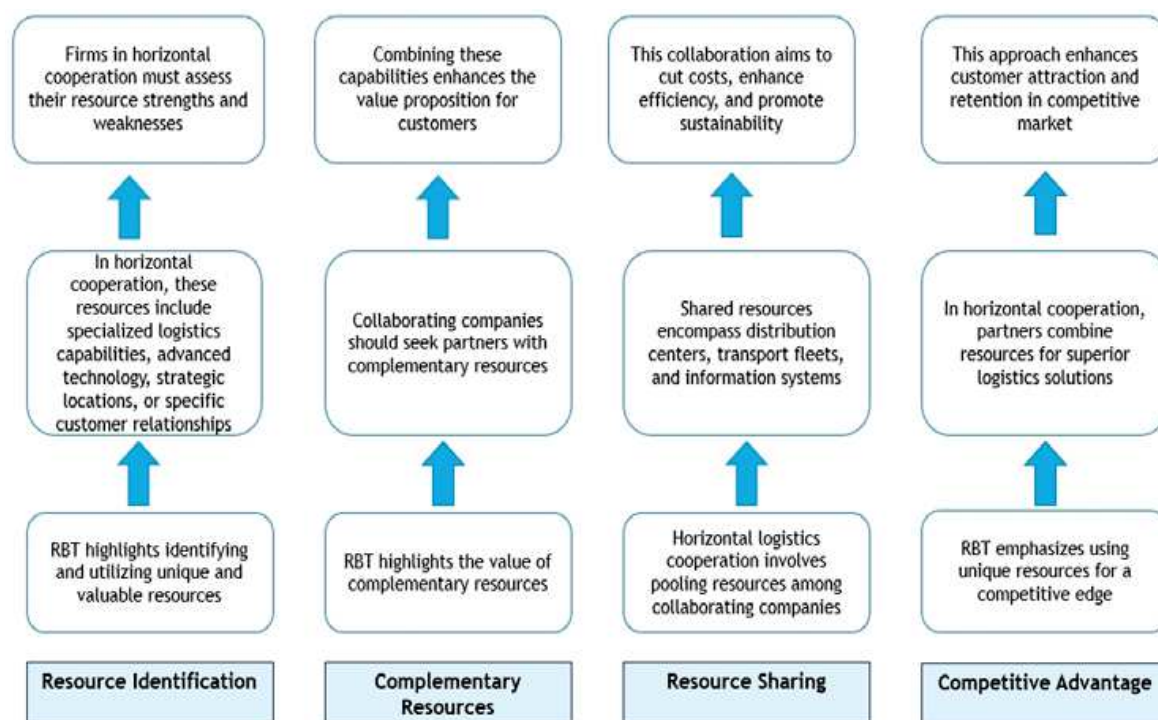 Firms in horizontal
cooperation must assess
their resource strengths and
weaknesses
Combining these
capabilities enhances the
value proposition for
customers
This collaboration aims to
cut costs, enhance
efficiency, and promote
sustainability
This approach enhances
customer attraction and
retention in competitive
market
In horizontal
cooperation, these
resources include
specialized logistics
capabilities, advanced
technology, strategic
locations, or specific
customer relationships
Collaborating companies
should seek partners with
complementary resources
Shared resources
encompass distribution
centers, transport fleets,
and information systems
In horizontal cooperation,
partners combine
resources for superior
logistics solutions
RBT highlights identifying
and utilizing unique and
valuable resources
RBT highlights the value of
complementary resources
Horizontal logistics
cooperation involves
pooling resources among
collaborating companies
RBT emphasizes using
unique resources for a
competitive edge
Resource Identification
Complementary
Resources
Resource Sharing
Competitive Advantage